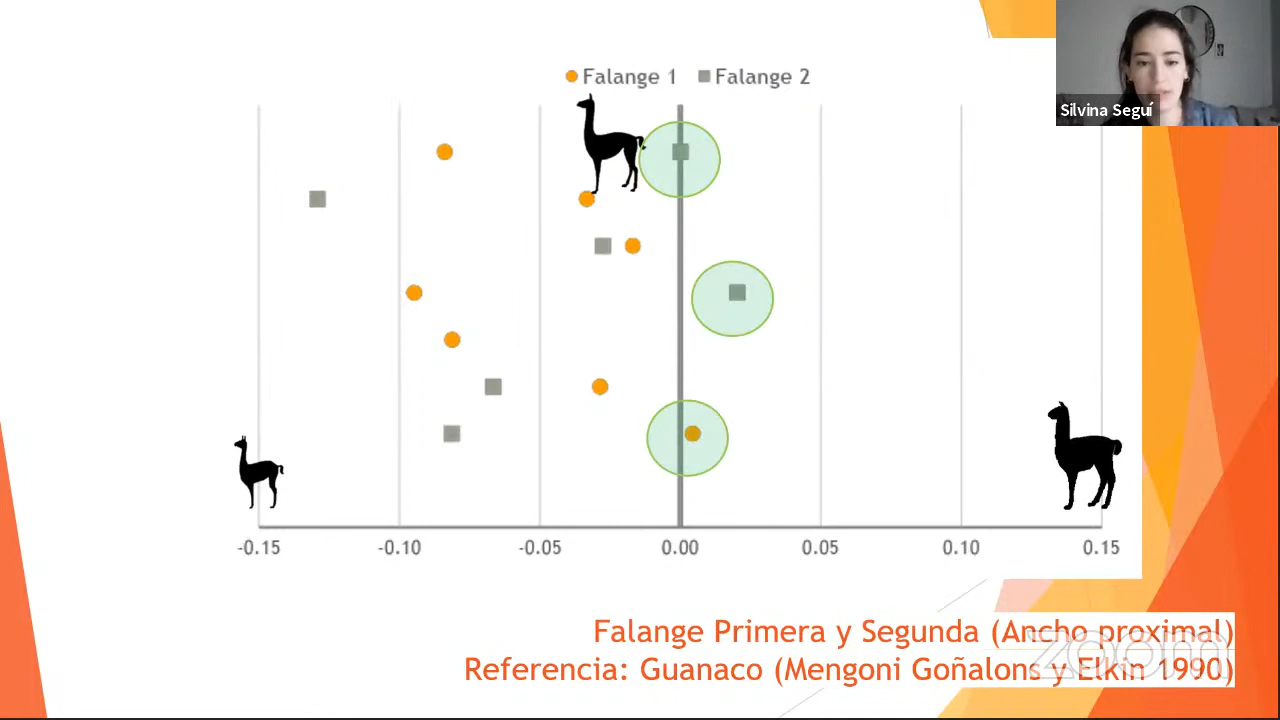 Falange 1 Falange 2
Silvina Seguí
-0.15 -0.10 -0.05 0.00 0.05 0.10 0.15
Falange Primera y Segunda (Ancho proximal)
Referencia: Guanaco (Mengoni Goñalons y Elkin 1990)
zoom